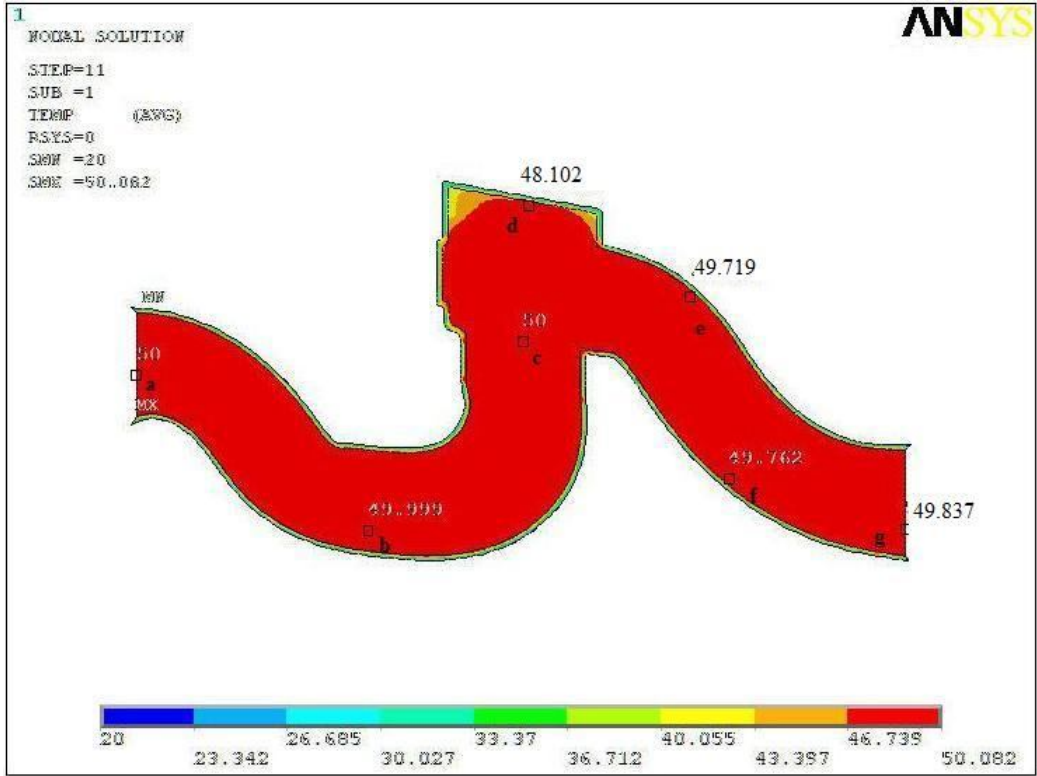 1
ANSYS
NODAL SOLUTION
STEP=11
SUB =1
TEMP (AVG)
RSYS=0
SMN =20
SMX =50.082
48.102
d
49.719
e
MN
50
c
50
a
MX
49.762
f
49.999
b
49.837
g
20 26.685 33.37 40.055 46.739
23.342 30.027 36.712 43.397 50.082